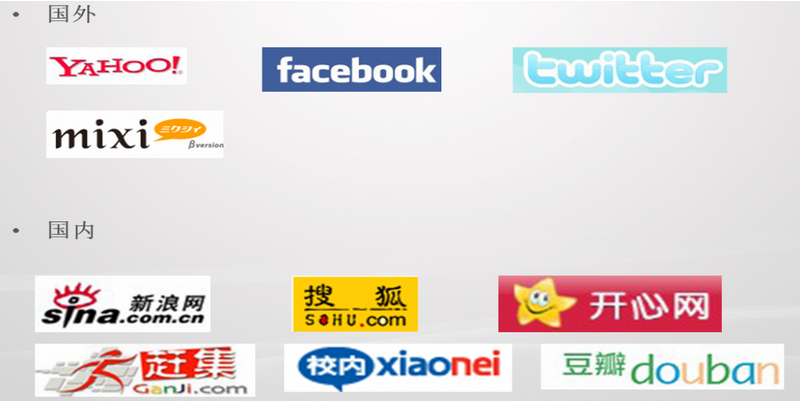 • 国外
YAHOO!
facebook
twitter
mixi ミクシィ
βversion
• 国内
sina.com.cn 新浪网
搜狐
SOHU.com
开心网
赶集
GanJi.com
校内 xiaonei
豆瓣 douban